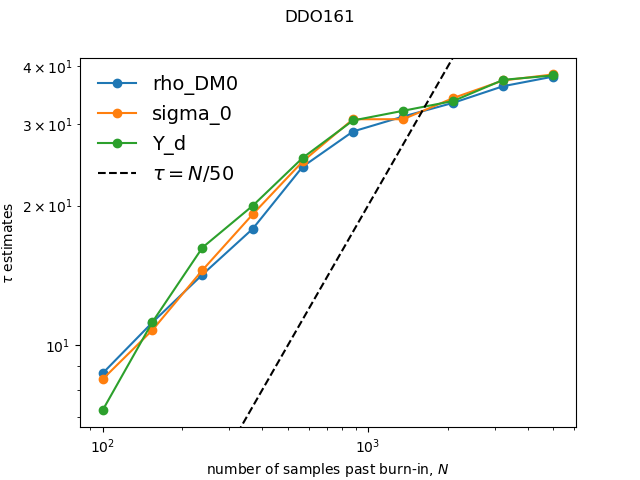 DDO161
4 × 10¹
3 × 10¹
2 × 10¹
10¹
τ estimates
rho_DM0
sigma_0
Y_d
τ = N/50
10² 10³
number of samples past burn-in, N